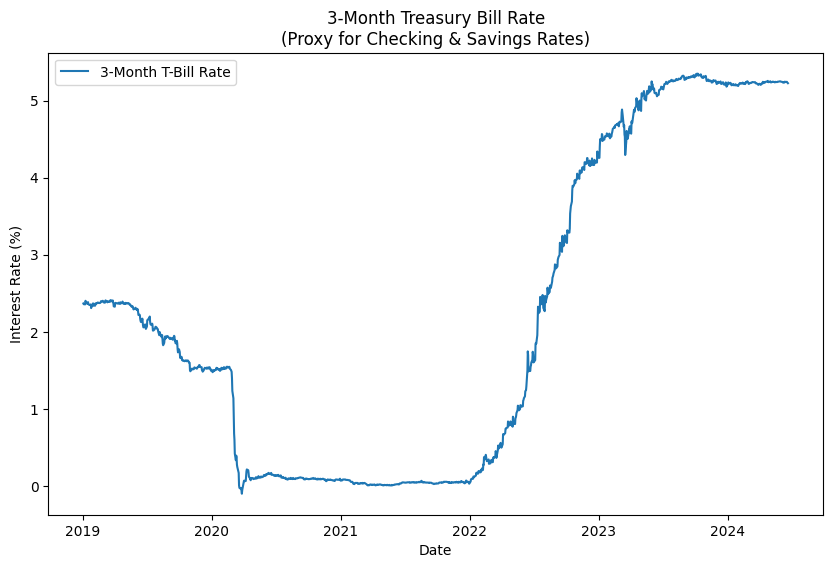 3-Month Treasury Bill Rate
(Proxy for Checking & Savings Rates)
3-Month T-Bill Rate
Interest Rate (%)
5
4
3
2
1
0
2019 2020 2021 2022 2023 2024
Date